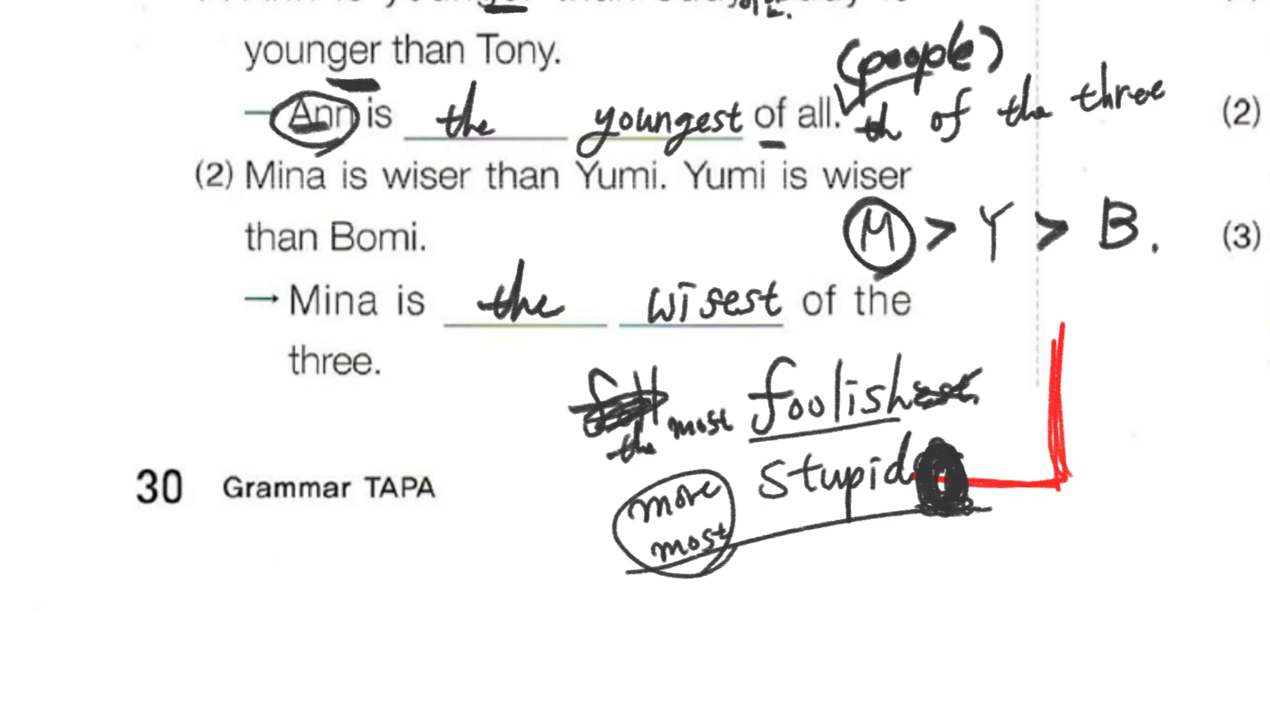 younger than Tony.
(people)
→ Ann is the youngest of all. of the three
(2)
(2) Mina is wiser than Yumi. Yumi is wiser
than Bomi.
M > Y > B.
(3)
→ Mina is the wisest of the
three.
the most foolish
stupid
more
most
30 Grammar TAPA